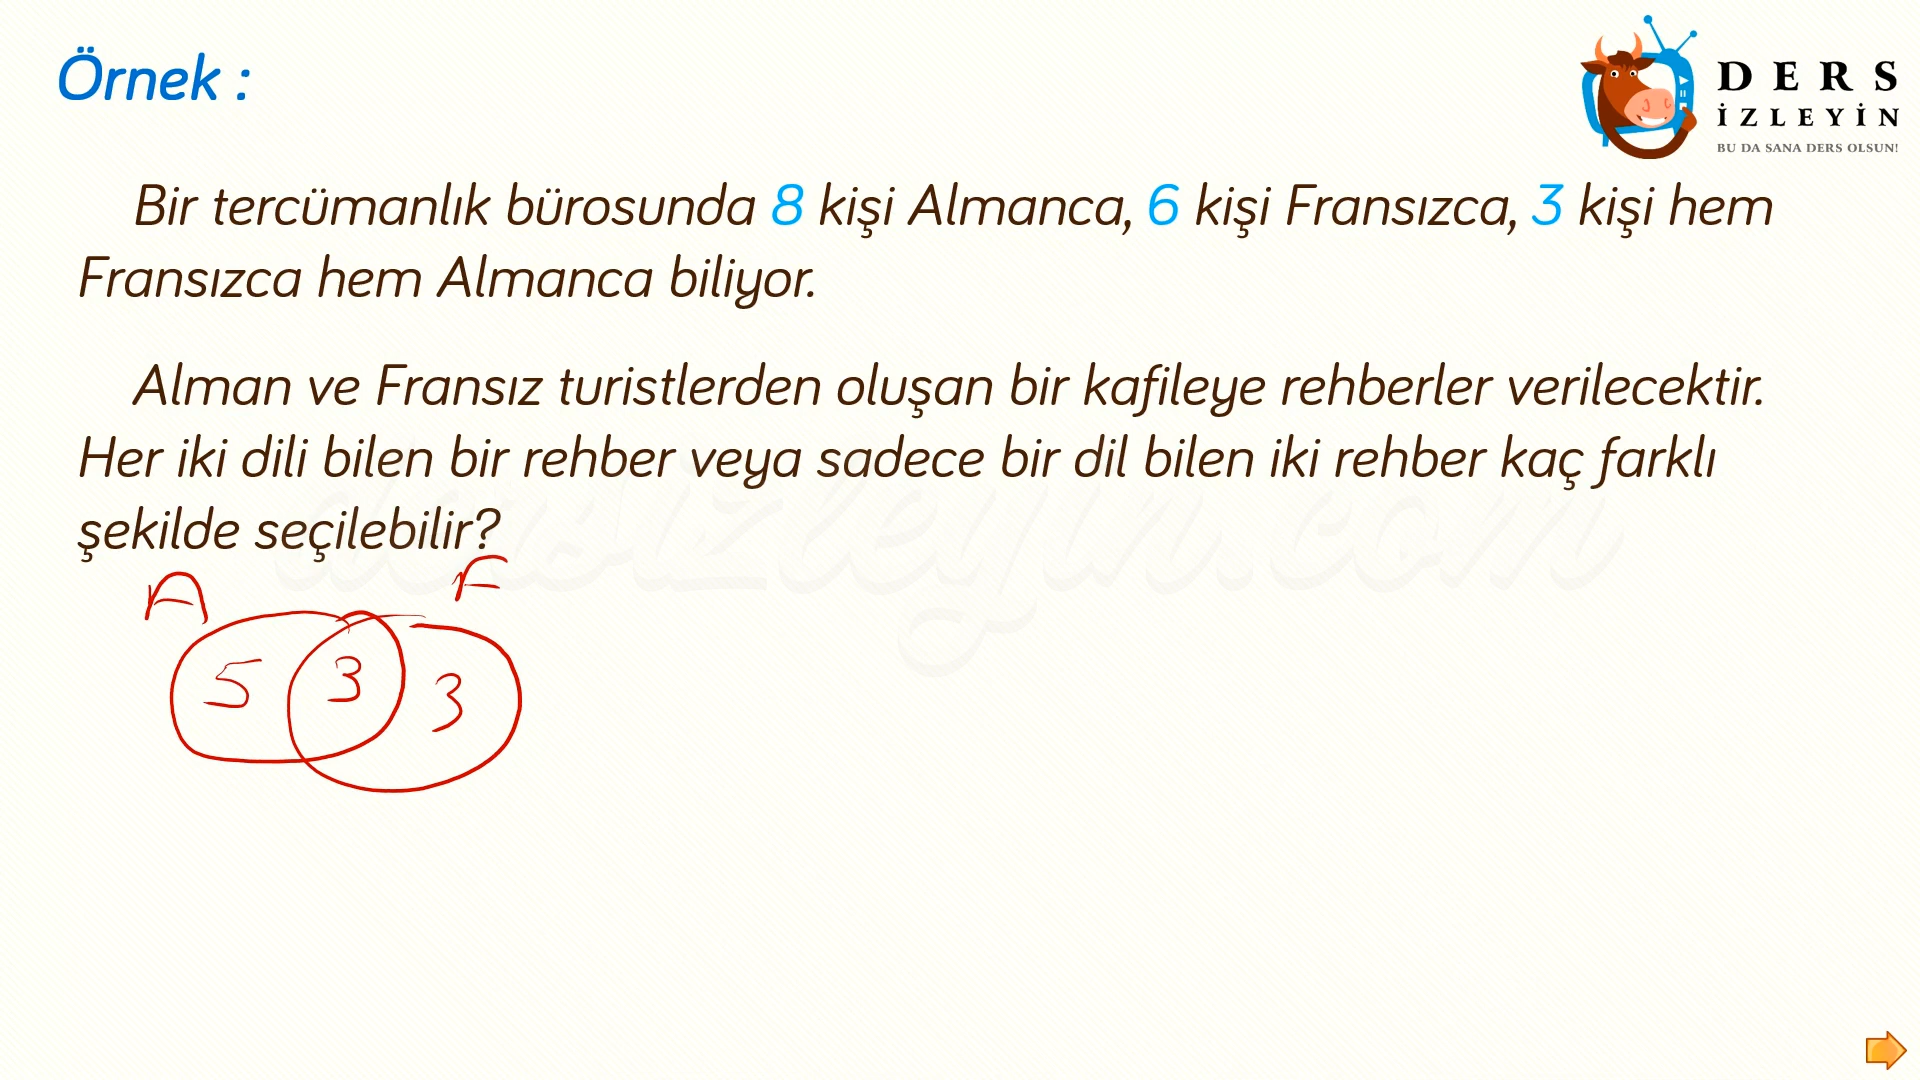 Örnek :
DERS
İZLEYİN
BU DA SANA DERS OLSUN!
Bir tercümanlık bürosunda 8 kişi Almanca, 6 kişi Fransızca, 3 kişi hem
Fransızca hem Almanca biliyor.
Alman ve Fransız turistlerden oluşan bir kafileye rehberler verilecektir.
Her iki dili bilen bir rehber veya sadece bir dil bilen iki rehber kaç farklı
şekilde seçilebilir?
dersizleyin.com
A F
5 3 3